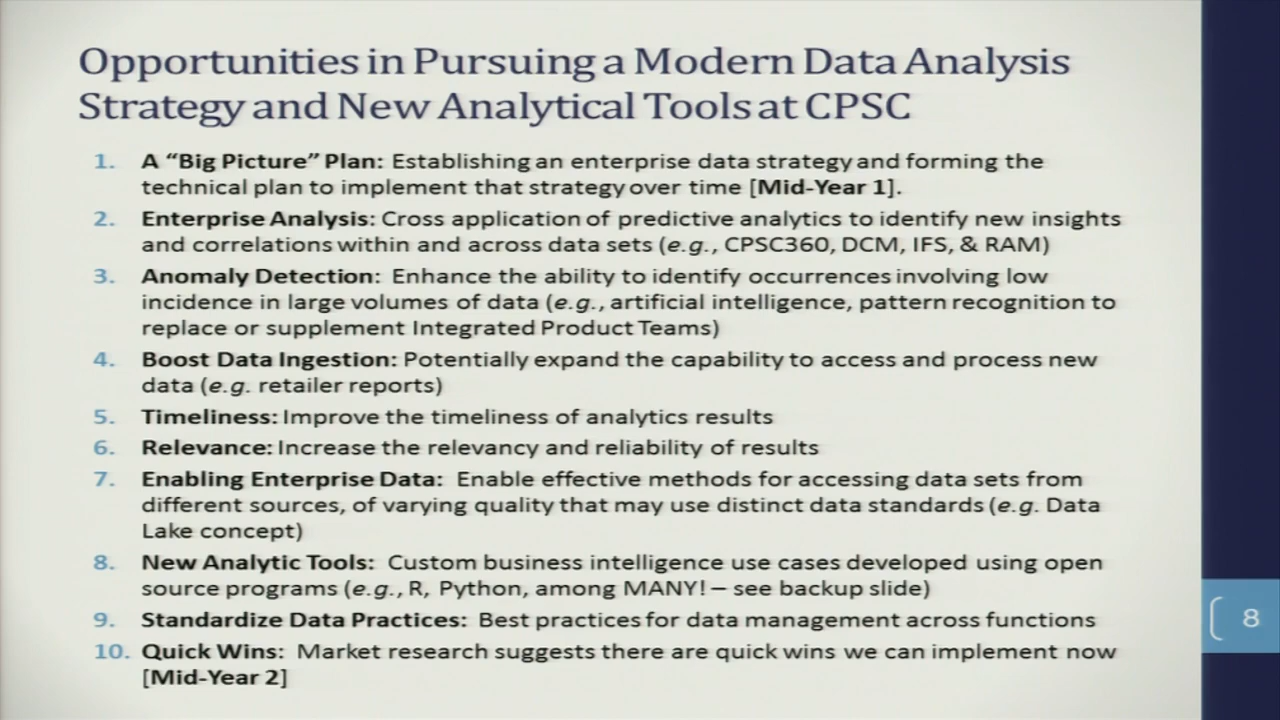 Opportunities in Pursuing a Modern Data Analysis
Strategy and New Analytical Tools at CPSC
1. A “Big Picture” Plan: Establishing an enterprise data strategy and forming the
technical plan to implement that strategy over time [Mid-Year 1].
2. Enterprise Analysis: Cross application of predictive analytics to identify new insights
and correlations within and across data sets (e.g., CPSC360, DCM, IFS, & RAM)
3. Anomaly Detection: Enhance the ability to identify occurrences involving low
incidence in large volumes of data (e.g., artificial intelligence, pattern recognition to
replace or supplement Integrated Product Teams)
4. Boost Data Ingestion: Potentially expand the capability to access and process new
data (e.g. retailer reports)
5. Timeliness: Improve the timeliness of analytics results
6. Relevance: Increase the relevancy and reliability of results
7. Enabling Enterprise Data: Enable effective methods for accessing data sets from
different sources, of varying quality that may use distinct data standards (e.g. Data
Lake concept)
8. New Analytic Tools: Custom business intelligence use cases developed using open
source programs (e.g., R, Python, among MANY! – see backup slide)
9. Standardize Data Practices: Best practices for data management across functions
10. Quick Wins: Market research suggests there are quick wins we can implement now
[Mid-Year 2]
8